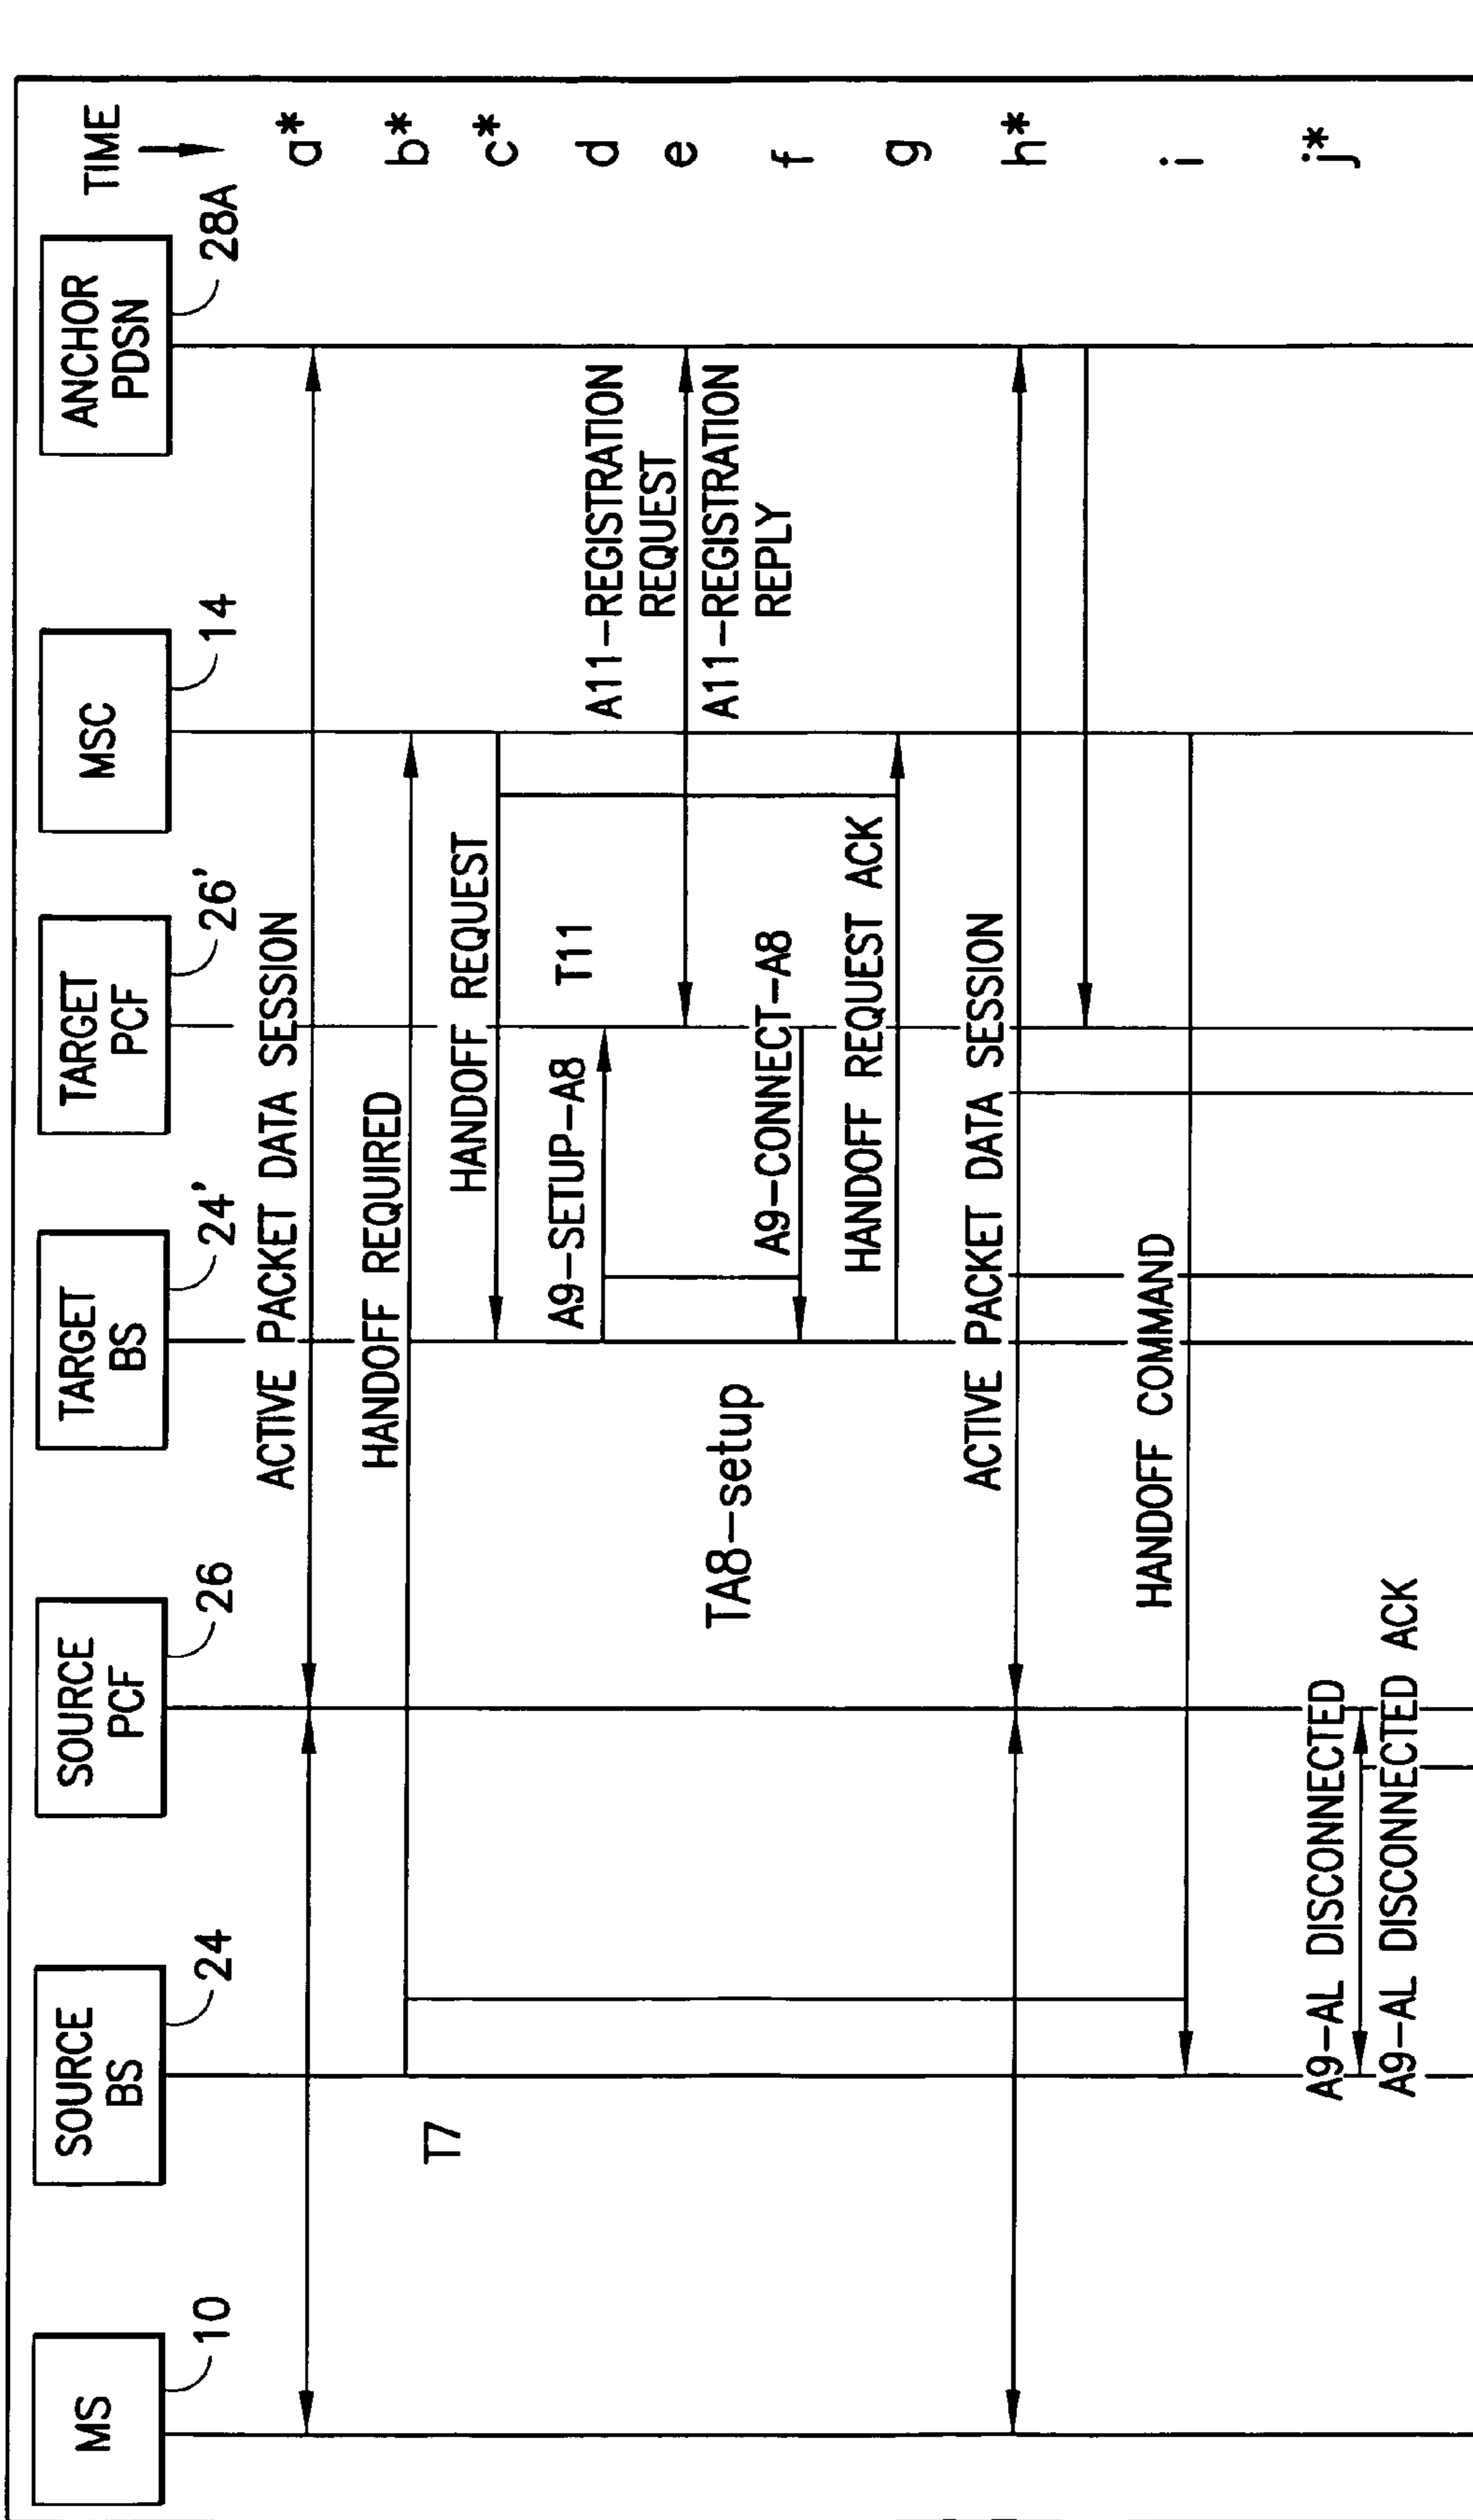 MS
10
SOURCE
BS
24
SOURCE
PCF
26
TARGET
BS
24'
TARGET
PCF
26'
MSC
14
ANCHOR
PDSN
28A
TIME
ACTIVE PACKET DATA SESSION
a*
HANDOFF REQUIRED
b*
T7
HANDOFF REQUEST
c*
A9-SETUP-A8
T11
A11-REGISTRATION
REQUEST
d
e
TA8-setup
A11-REGISTRATION
REPLY
A9-CONNECT-A8
f
HANDOFF REQUEST ACK
g
ACTIVE PACKET DATA SESSION
h*
HANDOFF COMMAND
i
A9-AL DISCONNECTED
j*
A9-AL DISCONNECTED ACK